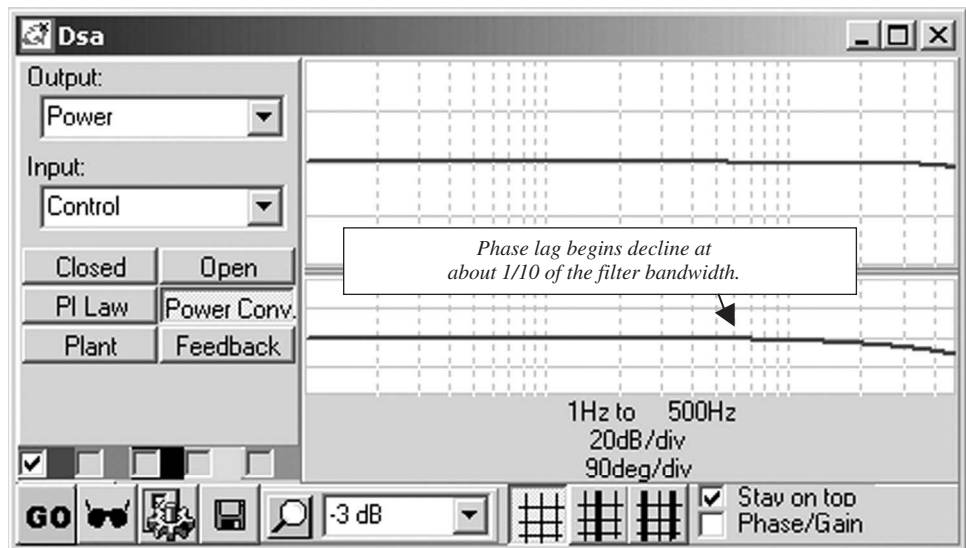 Dsa
Output:
Power
Input:
Control
Closed
Open
PI Law
Power Conv.
Plant
Feedback
Phase lag begins decline at
about 1/10 of the filter bandwidth.
1Hz to 500Hz
20dB/div
90deg/div
GO
-3 dB
Stay on top
Phase/Gain